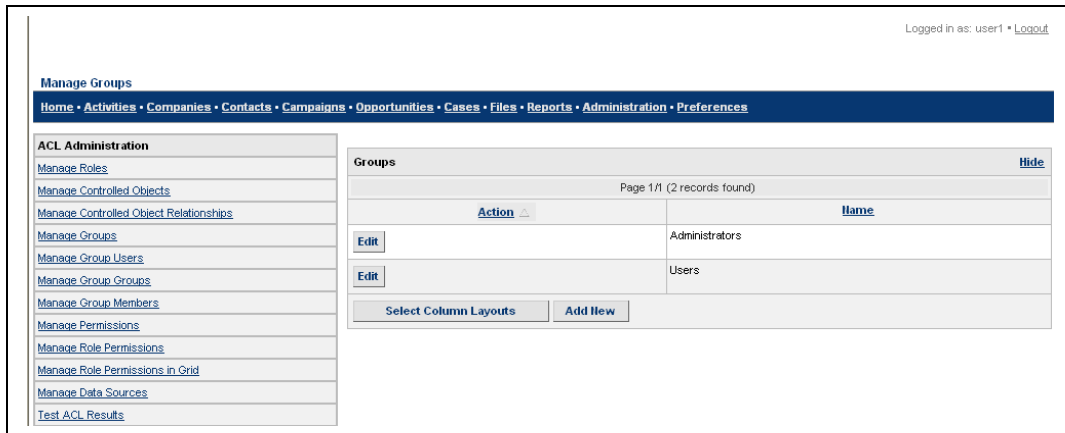 Logged in as: user1 • Logout
Manage Groups
Home • Activities • Companies • Contacts • Campaigns • Opportunities • Cases • Files • Reports • Administration • Preferences
ACL Administration
Manage Roles
Manage Controlled Objects
Manage Controlled Object Relationships
Manage Groups
Manage Group Users
Manage Group Groups
Manage Group Members
Manage Permissions
Manage Role Permissions
Manage Role Permissions in Grid
Manage Data Sources
Test ACL Results
Groups Hide
Page 1/1 (2 records found)
Action Name
Edit Administrators
Edit Users
Select Column Layouts Add New